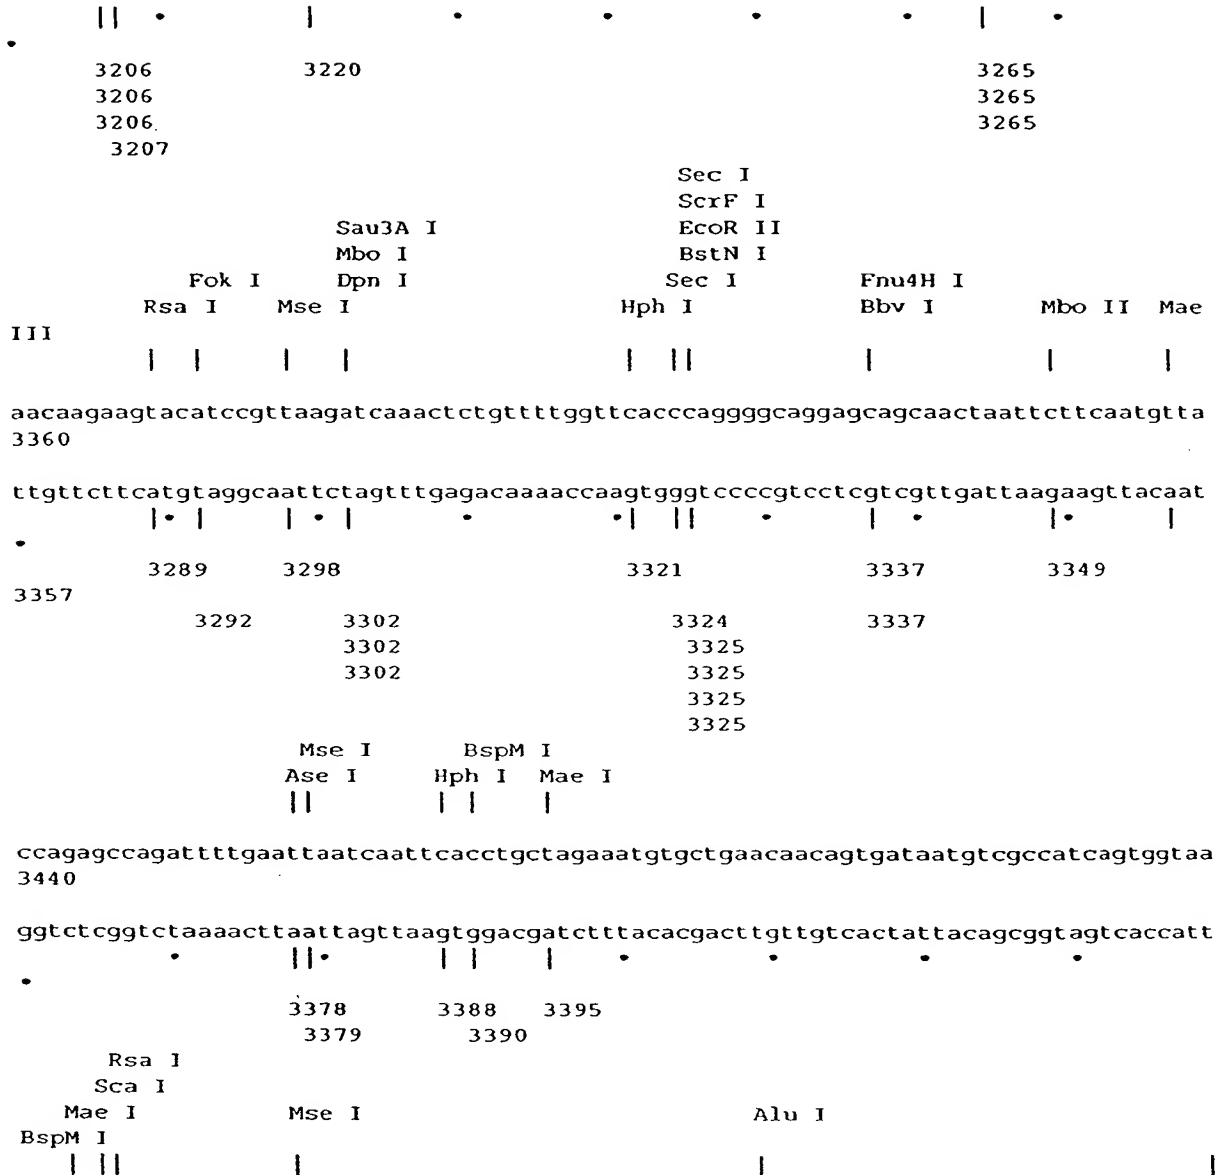 3206 3220 3265
3206 3265
3206 3265
3207
Sec I
ScrF I
Sau3A I EcoR II
Mbo I BstN I
Fok I Dpn I Sec I Fnu4H I
Rsa I Mse I Hph I Bbv I Mbo II Mae
III
aacaagaagtacatccgttaagatcaaactctgttttggttcacccaggggcaggagcagcaactaattcttcaatgtta
3360
ttgttcttcatgtaggcaattctagtttgagacaaaaccaagtgggtccccgtcctcgtcgttgattaagaagttacaat
3289 3298 3321 3337 3349
3357
3292 3302 3324 3337
3302 3325
3302 3325
3325
3325
Mse I BspM I
Ase I Hph I Mae I
ccagagccagattttgaattaatcaattcacctgctagaaatgtgctgaacaacagtgataatgtcgccatcagtggtaa
3440
ggtctcggtctaaaacttaattagttaagtggacgatctttacacgacttgttgtcactattacagcggtagtcaccatt
3378 3388 3395
3379 3390
Rsa I
Sca I
Mae I Mse I Alu I
BspM I